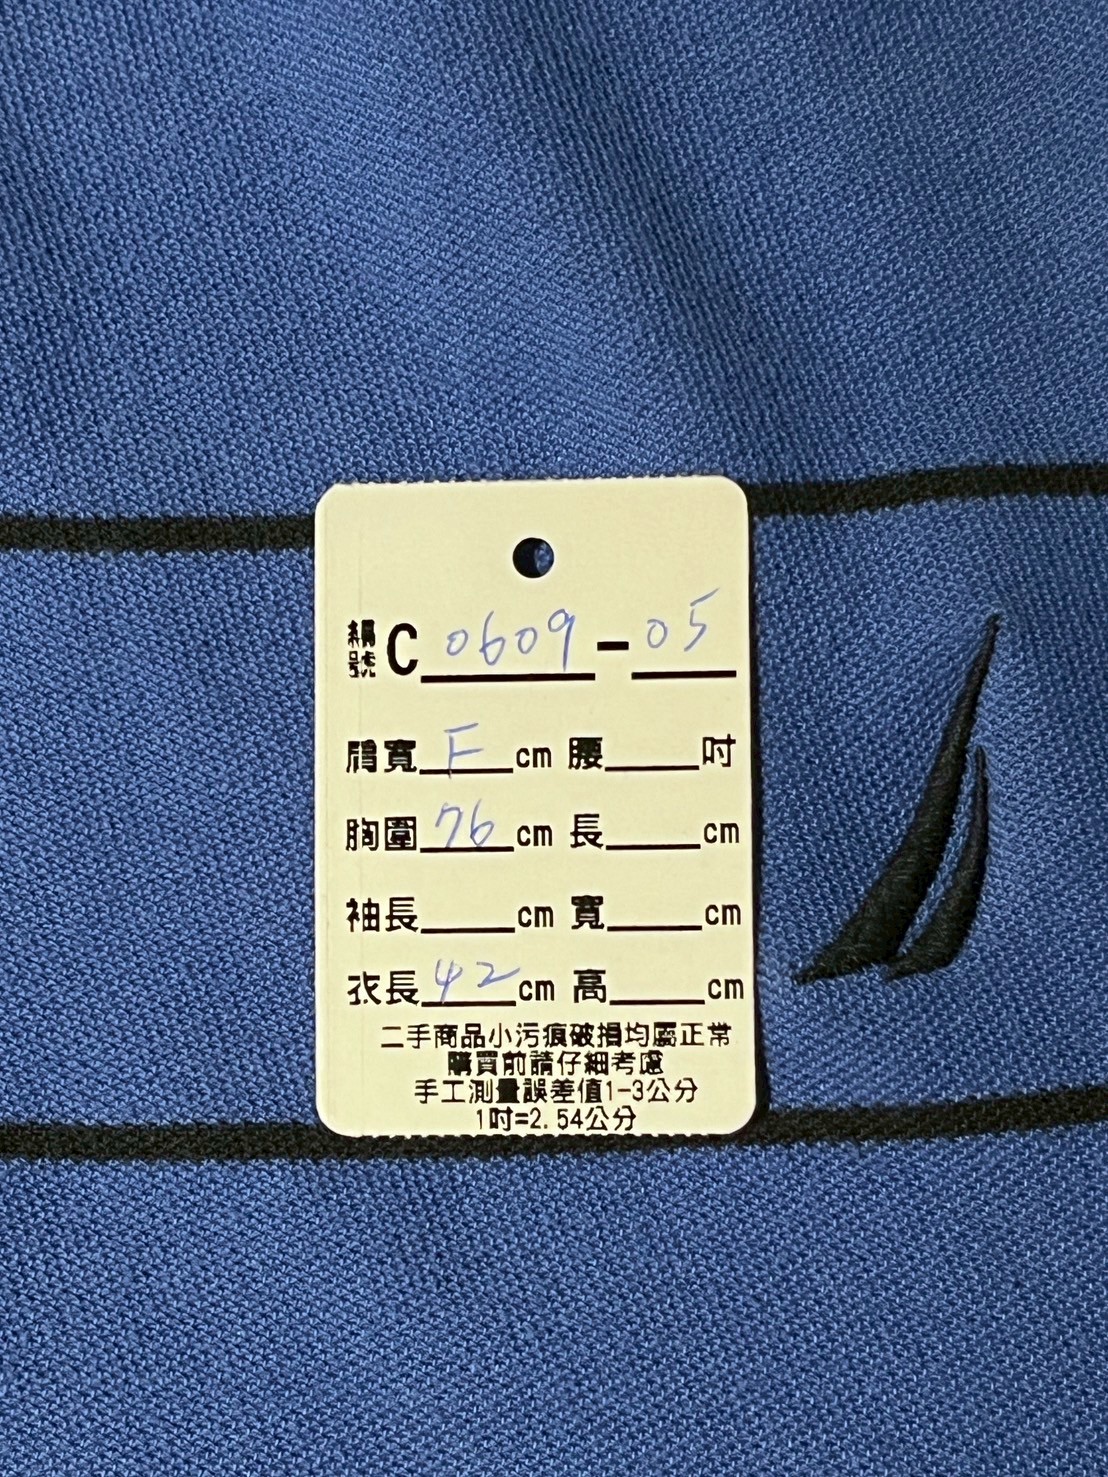 編號 C 0609-05
肩寬 F cm 腰 吋
胸圍 76 cm 長 cm
袖長 cm 寬 cm
衣長 42 cm 高 cm
二手商品小污痕破損均屬正常
購買前請仔細考慮
手工測量誤差值1-3公分
1吋=2.54公分